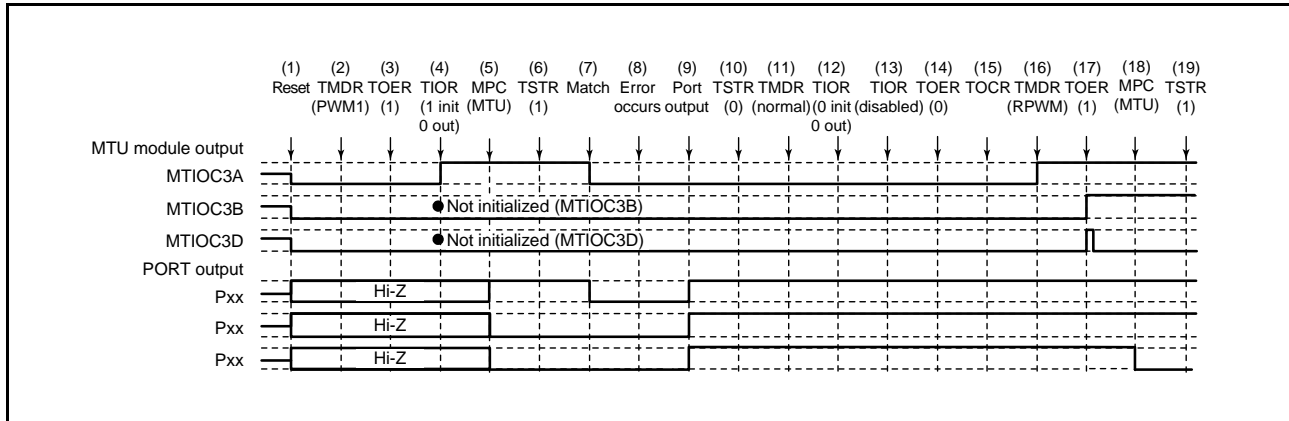 (1) (2) (3) (4) (5) (6) (7) (8) (9) (10) (11) (12) (13) (14) (15) (16) (17) (18) (19)
Reset TMDR TOER TIOR MPC TSTR Match Error Port TSTR TMDR TIOR TIOR TOER TOCR TMDR TOER MPC TSTR
(PWM1) (1) (1 init (MTU) (1) occurs output (0) (normal) (0 init (disabled) (0) (RPWM) (1) (MTU) (1)
0 out) 0 out)
MTU module output
MTIOC3A
MTIOC3B Not initialized (MTIOC3B)
MTIOC3D Not initialized (MTIOC3D)
PORT output
Pxx Hi-Z
Pxx Hi-Z
Pxx Hi-Z